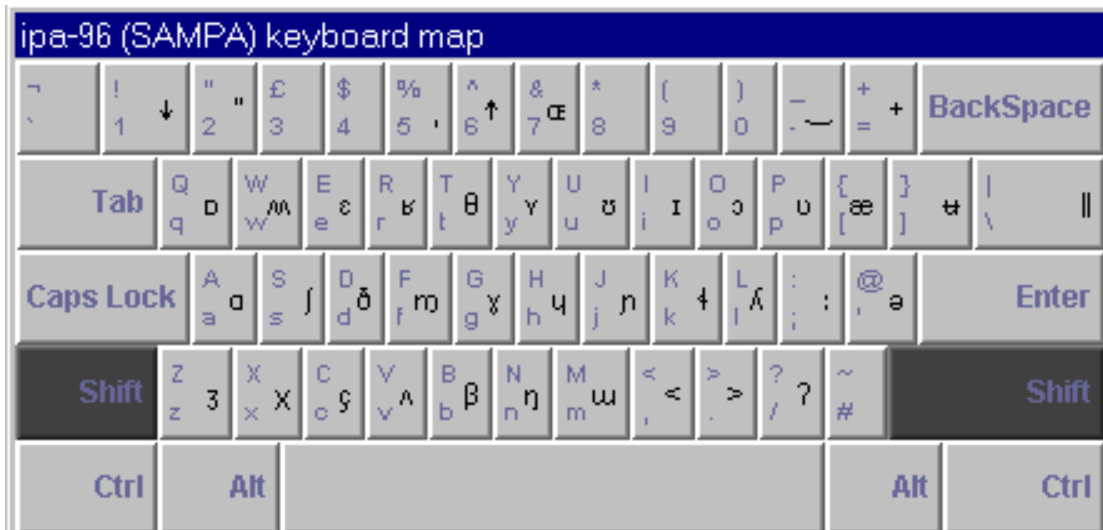 ipa-96 (SAMPA) keyboard map
¬ ` ! 1 ↓ " 2 " £ 3 $ 4 % 5 ˌ ^ 6 ↑ & 7 Œ * 8 ( 9 ) 0 _ - ‿ + = + BackSpace
Tab Q q ɒ W w ʍ E e ɛ R r ʁ T t θ Y y ʏ U u ʊ I i ɪ O o ɔ P p ʋ { [ æ } ] ʉ | \ ‖
Caps Lock A a ɑ S s ʃ D d ð F f ɱ G g ɣ H h ɥ J j ɲ K k ɬ L l ʎ : ; : @ ' ə Enter
Shift Z z ʒ X x χ C c ç V v ʌ B b β N n ŋ M m ɯ < , < > . > ? / ʔ ~ # Shift
Ctrl Alt Alt Ctrl